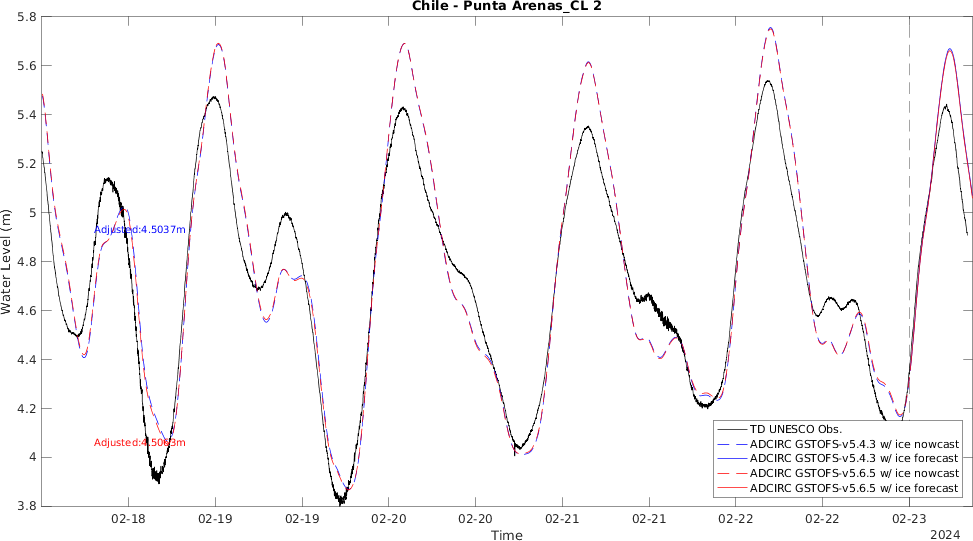 Chile - Punta Arenas_CL 2
5.8
5.6
5.4
5.2
5
4.8
4.6
4.4
4.2
4
3.8
Water Level (m)
Adjusted:4.5037m
Adjusted:4.5063m
TD UNESCO Obs.
ADCIRC GSTOFS-v5.4.3 w/ ice nowcast
ADCIRC GSTOFS-v5.4.3 w/ ice forecast
ADCIRC GSTOFS-v5.6.5 w/ ice nowcast
ADCIRC GSTOFS-v5.6.5 w/ ice forecast
02-18 02-19 02-19 02-20 02-20 02-21 02-21 02-22 02-22 02-23
Time
2024